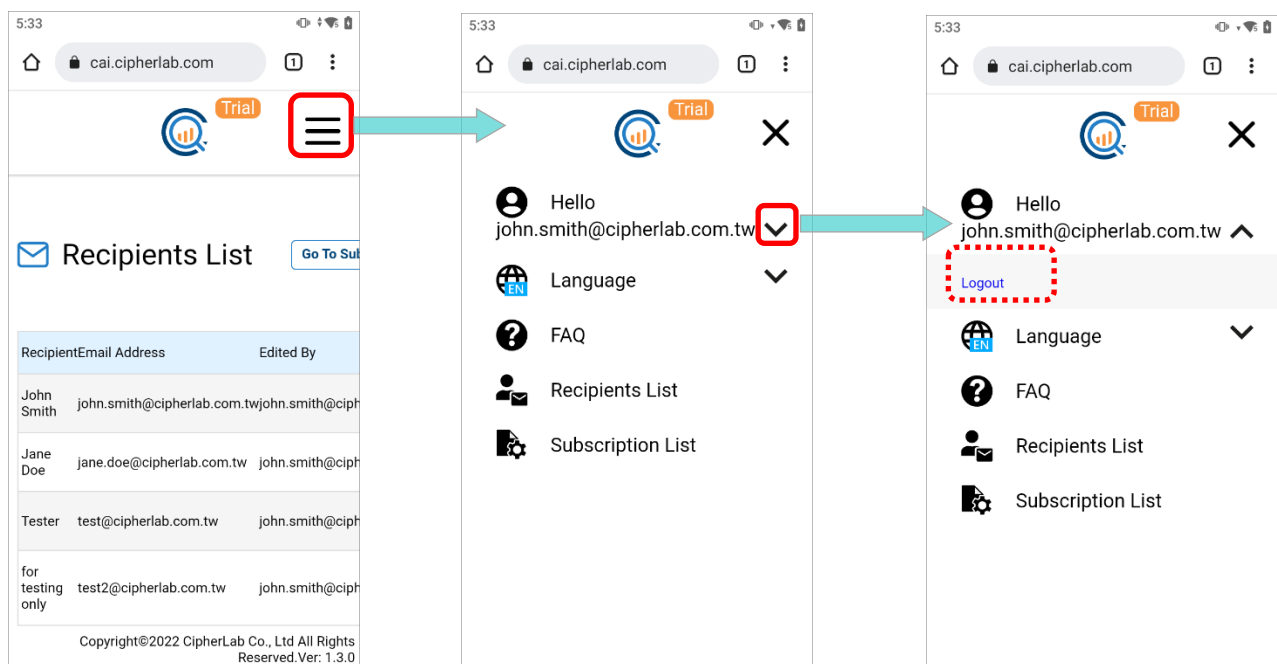 5:33
cai.cipherlab.com
1
Trial
Recipients List
Go To Sub
Recipient Email Address Edited By
John Smith john.smith@cipherlab.com.tw john.smith@ciph
Jane Doe jane.doe@cipherlab.com.tw john.smith@ciph
Tester test@cipherlab.com.tw john.smith@ciph
for testing only test2@cipherlab.com.tw john.smith@ciph
Copyright©2022 CipherLab Co., Ltd All Rights
Reserved.Ver: 1.3.0
5:33
cai.cipherlab.com
1
Trial
Hello
john.smith@cipherlab.com.tw
EN
Language
FAQ
Recipients List
Subscription List
5:33
cai.cipherlab.com
1
Trial
Hello
john.smith@cipherlab.com.tw
Logout
EN
Language
FAQ
Recipients List
Subscription List